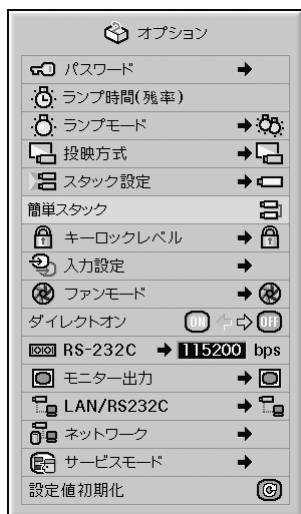 オプション
パスワード
ランプ時間(残率)
ランプモード
投映方式
スタック設定
簡単スタック
キーロックレベル
入力設定
ファンモード
ダイレクトオン ON OFF
RS-232C 115200 bps
モニター出力
LAN/RS232C
ネットワーク
サービスモード
設定値初期化